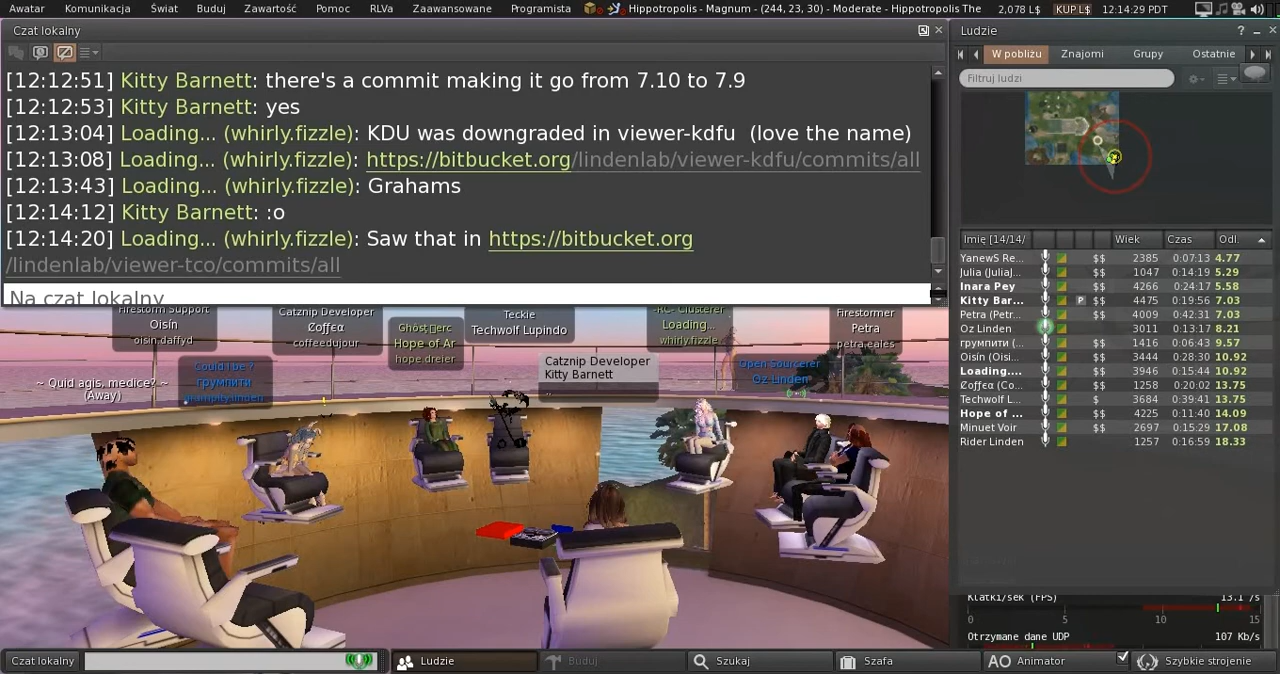 Awatar Komunikacja Świat Buduj Zawartość Pomoc RLVa Zaawansowane Programista Hippotropolis - Magnum - (244, 23, 30) - Moderate - Hippotropolis The 2,078 L$ KUP L$ 12:14:29 PDT
Czat lokalny
[12:12:51] Kitty Barnett: there's a commit making it go from 7.10 to 7.9
[12:12:53] Kitty Barnett: yes
[12:13:04] Loading... (whirly.fizzle): KDU was downgraded in viewer-kdfu (love the name)
[12:13:08] Loading... (whirly.fizzle): https://bitbucket.org/lindenlab/viewer-kdfu/commits/all
[12:13:43] Loading... (whirly.fizzle): Grahams
[12:14:12] Kitty Barnett: :o
[12:14:20] Loading... (whirly.fizzle): Saw that in https://bitbucket.org
/lindenlab/viewer-tco/commits/all
Na czat lokalny
Firestorm Support
Oisín
oisin.daffyd
Catznip Developer
Ȼøffeα
coffeedujour
Hope of Ar
hope.dreier
Teckie
Techwolf Lupindo
Catznip Developer
Kitty Barnett
-RC- Clusterer
Loading...
whirly.fizzle
Firestormer
Petra
petra.eales
Open Sourcerer
Oz Linden
Could I be ?
грумпити
grumpity.linden
~ Quid agis, medice? ~
(Away)
Ludzie
W pobliżu Znajomi Grupy Ostatnie
Filtruj ludzi
Imię [14/14/ Wiek Czas Odl.
YanewS Re... $$ 2385 0:07:13 4.77
Julia (JuliaJ... $$ 1047 0:14:19 5.29
Inara Pey $$ 4266 0:24:17 5.58
Kitty Bar... P $$ 4475 0:19:56 7.03
Petra (Petr... $$ 4009 0:42:31 7.03
Oz Linden 3011 0:13:17 8.21
грумпити (... $$ 1416 0:06:43 9.57
Oisín (Oisi... $$ 3444 0:28:30 10.92
Loading.... $$ 3946 0:15:44 10.92
Ȼøffeα (Co... $$ 1258 0:20:02 13.75
Techwolf L... $ 3684 0:39:41 13.75
Hope of ... $$ 4225 0:11:40 14.09
Minuet Voir $$ 2697 0:15:29 17.08
Rider Linden 1257 0:16:59 18.33
Klatki/sek (FPS) 13.1 /s
0 5 10 15
Otrzymane dane UDP 107 Kb/s
Czat lokalny Ludzie Buduj Szukaj Szafa AO Animator Szybkie strojenie